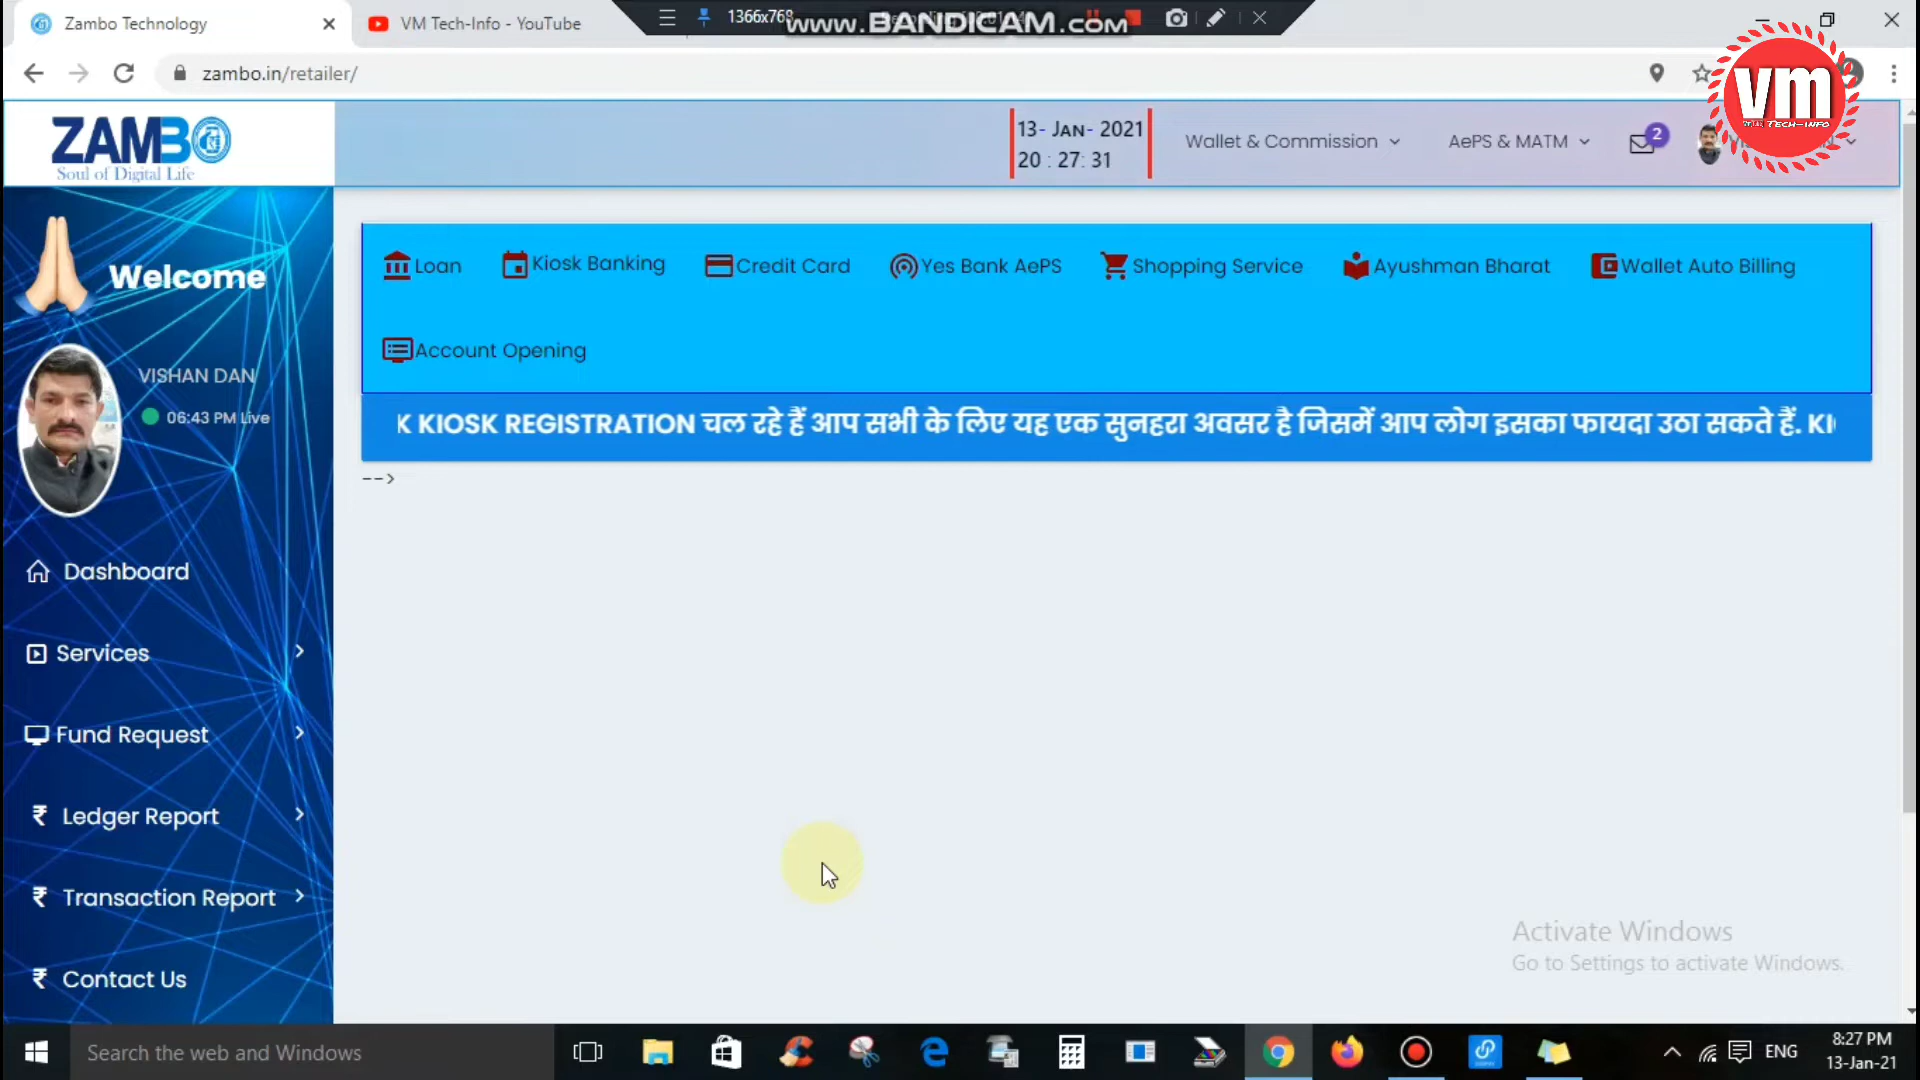 Zambo Technology
VM Tech-Info - YouTube
1366x768
www.BANDICAM.com
zambo.in/retailer/
vm
TECH-INFO
ZAMBO
Soul of Digital Life
13- JAN- 2021
20 : 27: 31
Wallet & Commission
AePS & MATM
2
Welcome
VISHAN DAN
06:43 PM Live
Loan
Kiosk Banking
Credit Card
Yes Bank AePS
Shopping Service
Ayushman Bharat
Wallet Auto Billing
Account Opening
K KIOSK REGISTRATION चल रहे हैं आप सभी के लिए यह एक सुनहरा अवसर है जिसमें आप लोग इसका फायदा उठा सकते हैं. KI
-->
Dashboard
Services
Fund Request
₹ Ledger Report
₹ Transaction Report
₹ Contact Us
Activate Windows
Go to Settings to activate Windows.
Search the web and Windows
ENG
8:27 PM
13-Jan-21